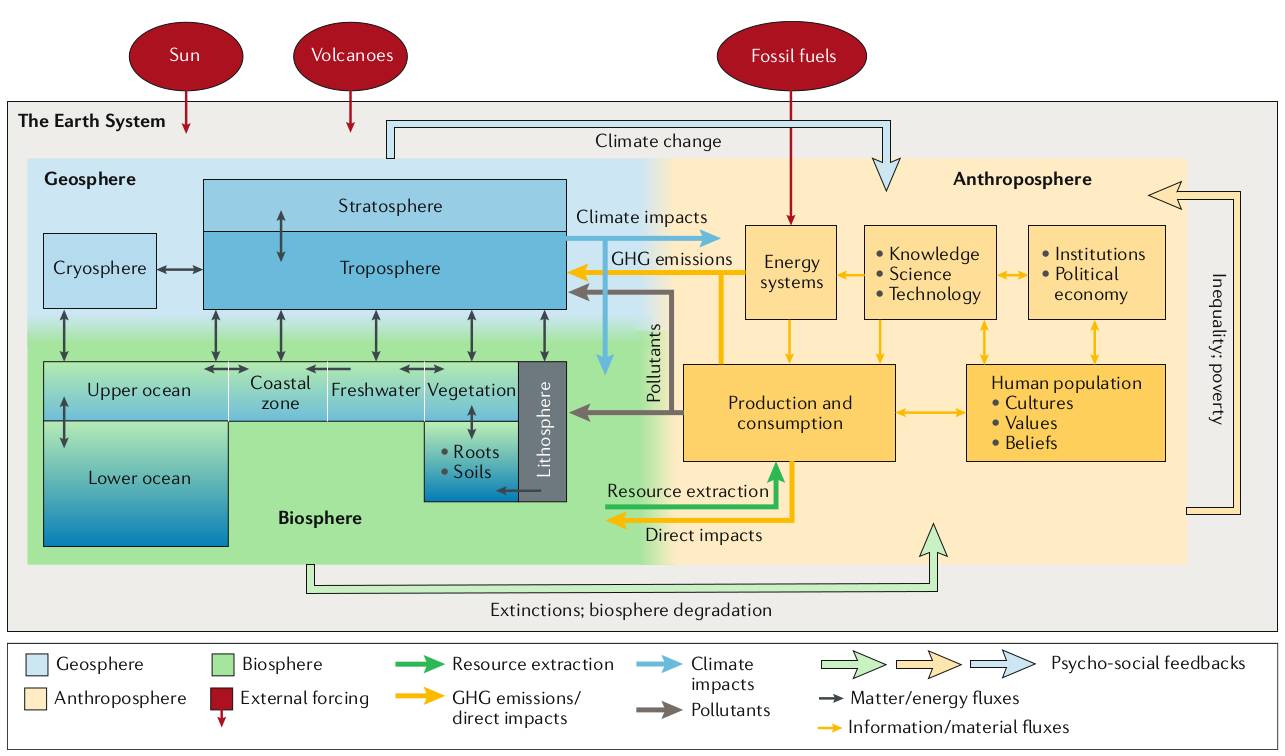 Sun
Volcanoes
Fossil fuels
The Earth System
Climate change
Geosphere
Anthroposphere
Stratosphere
Climate impacts
Cryosphere
Troposphere
GHG emissions
Energy
systems
• Knowledge
• Science
• Technology
• Institutions
• Political
economy
Inequality; poverty
Pollutants
Upper ocean
Coastal
zone
Freshwater
Vegetation
Lithosphere
Production and
consumption
Human population
• Cultures
• Values
• Beliefs
• Roots
• Soils
Lower ocean
Resource extraction
Biosphere
Direct impacts
Extinctions; biosphere degradation
Geosphere
Biosphere
Resource extraction
Climate
impacts
Psycho-social feedbacks
Anthroposphere
External forcing
GHG emissions/
direct impacts
Pollutants
Matter/energy fluxes
Information/material fluxes